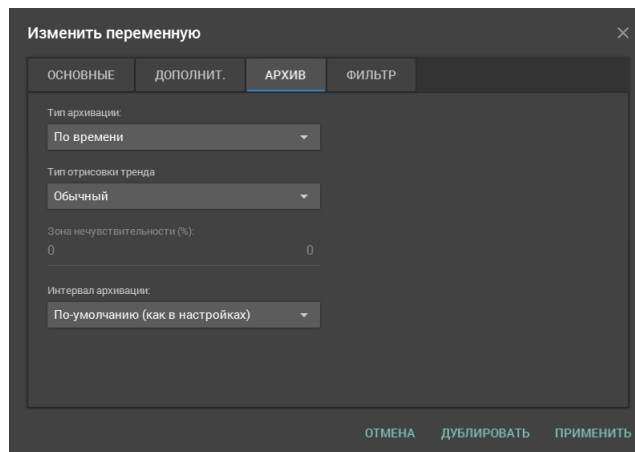 Изменить переменную
ОСНОВНЫЕ ДОПОЛНИТ. АРХИВ ФИЛЬТР
Тип архивации:
По времени
Тип отрисовки тренда
Обычный
Зона нечувствительности (%):
0 0
Интервал архивации:
По-умолчанию (как в настройках)
ОТМЕНА ДУБЛИРОВАТЬ ПРИМЕНИТЬ